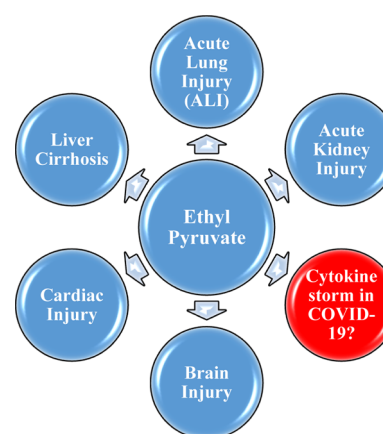 Acute
Lung
Injury
(ALI)
Liver
Cirrhosis
Acute
Kidney
Injury
Ethyl
Pyruvate
Cardiac
Injury
Cytokine
storm in
COVID-
19?
Brain
Injury